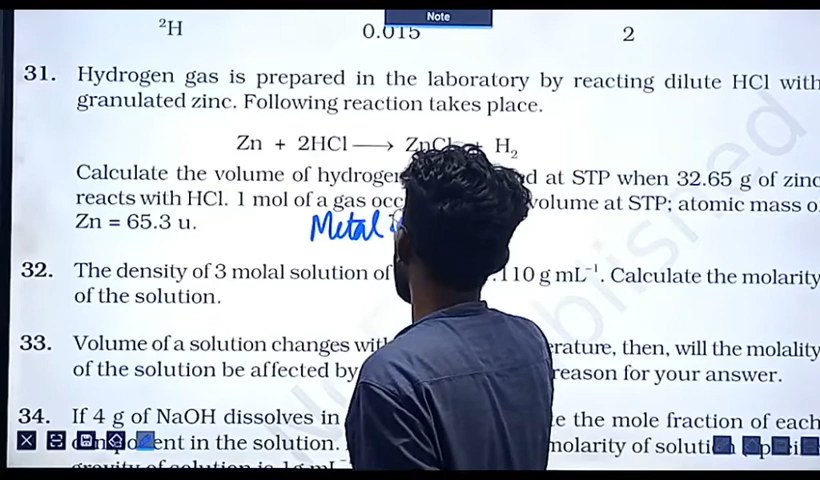 Note
²H 0.015 2
31. Hydrogen gas is prepared in the laboratory by reacting dilute HCl with
granulated zinc. Following reaction takes place.
Zn + 2HCl ⟶ ZnCl + H₂
Calculate the volume of hydrogen at STP when 32.65 g of zinc
reacts with HCl. 1 mol of a gas volume at STP; atomic mass
Zn = 65.3 u.
Metal
32. The density of 3 molal solution of .110 g mL⁻¹. Calculate the molarity
of the solution.
33. Volume of a solution changes then, will the molality
of the solution be affected by reason for your answer.
34. If 4 g of NaOH dissolves in the mole fraction of each
in the solution. molarity of